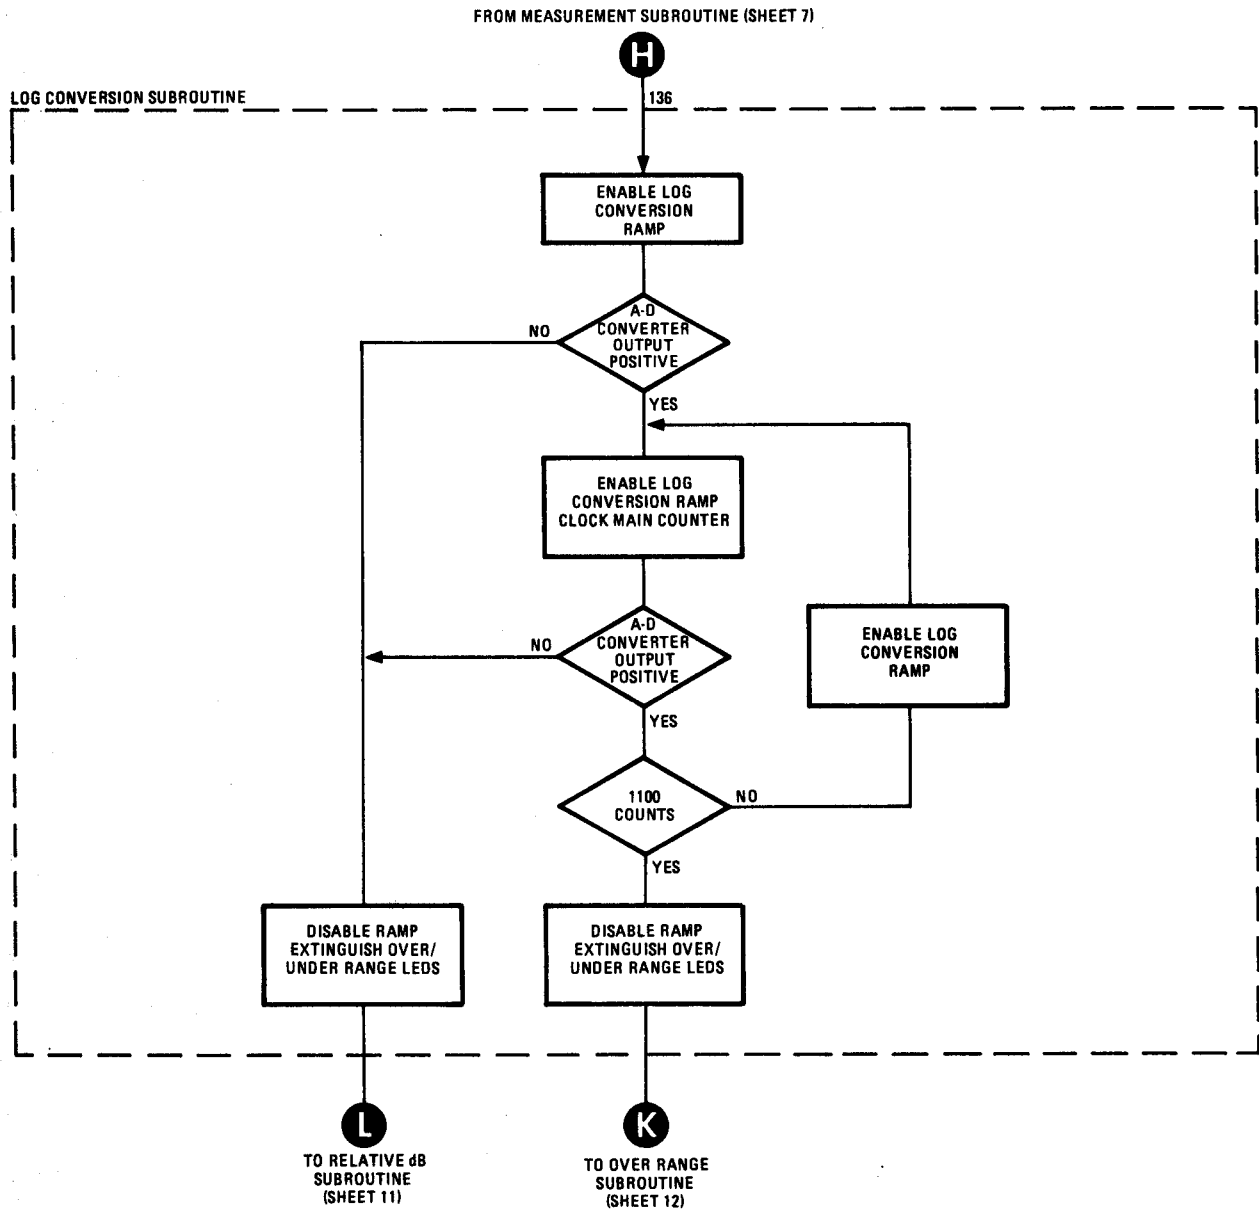 FROM MEASUREMENT SUBROUTINE (SHEET 7)
H
LOG CONVERSION SUBROUTINE
136
ENABLE LOG
CONVERSION
RAMP
A-D
CONVERTER
OUTPUT
POSITIVE
NO
YES
ENABLE LOG
CONVERSION RAMP
CLOCK MAIN COUNTER
A-D
CONVERTER
OUTPUT
POSITIVE
NO
YES
ENABLE LOG
CONVERSION
RAMP
1100
COUNTS
NO
YES
DISABLE RAMP
EXTINGUISH OVER/
UNDER RANGE LEDS
DISABLE RAMP
EXTINGUISH OVER/
UNDER RANGE LEDS
L
TO RELATIVE dB
SUBROUTINE
(SHEET 11)
K
TO OVER RANGE
SUBROUTINE
(SHEET 12)